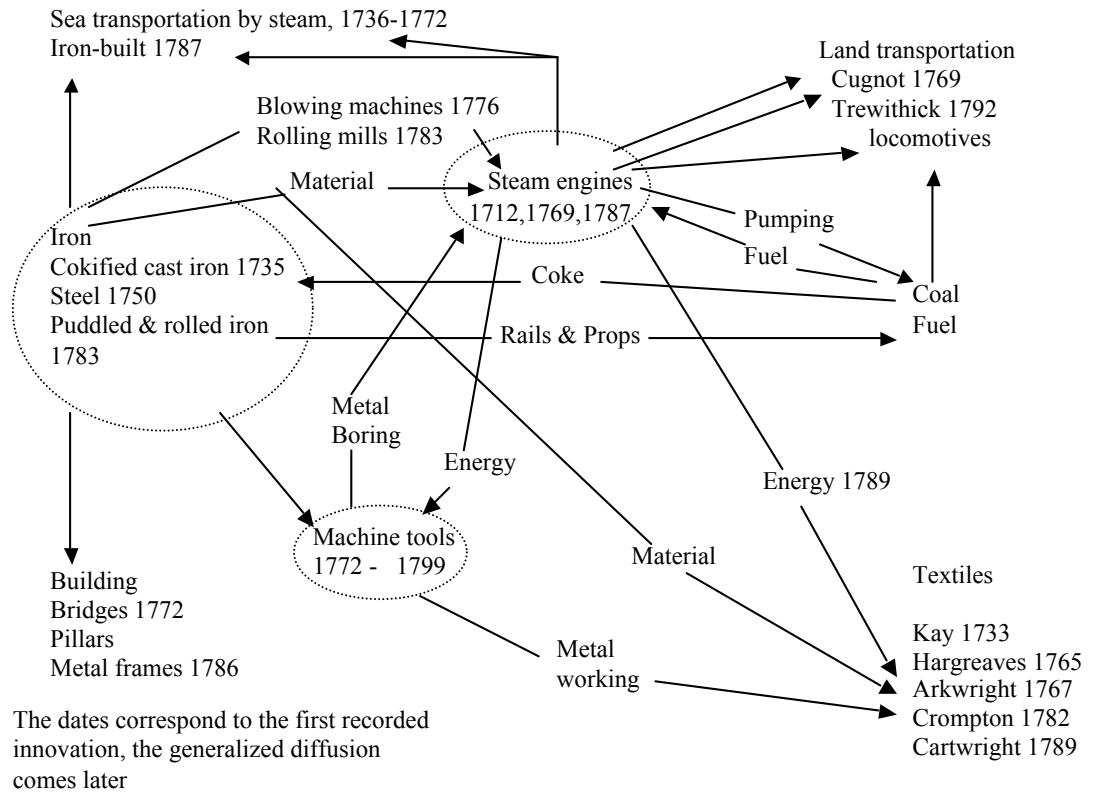 Sea transportation by steam, 1736-1772
Iron-built 1787
Land transportation
Cugnot 1769
Trewithick 1792
locomotives
Blowing machines 1776
Rolling mills 1783
Material
Steam engines
1712,1769,1787
Pumping
Fuel
Iron
Cokified cast iron 1735
Steel 1750
Puddled & rolled iron
1783
Coke
Coal
Fuel
Rails & Props
Metal
Boring
Energy
Energy 1789
Machine tools
1772 - 1799
Material
Building
Bridges 1772
Pillars
Metal frames 1786
Metal
working
Textiles
Kay 1733
Hargreaves 1765
Arkwright 1767
Crompton 1782
Cartwright 1789
The dates correspond to the first recorded
innovation, the generalized diffusion
comes later